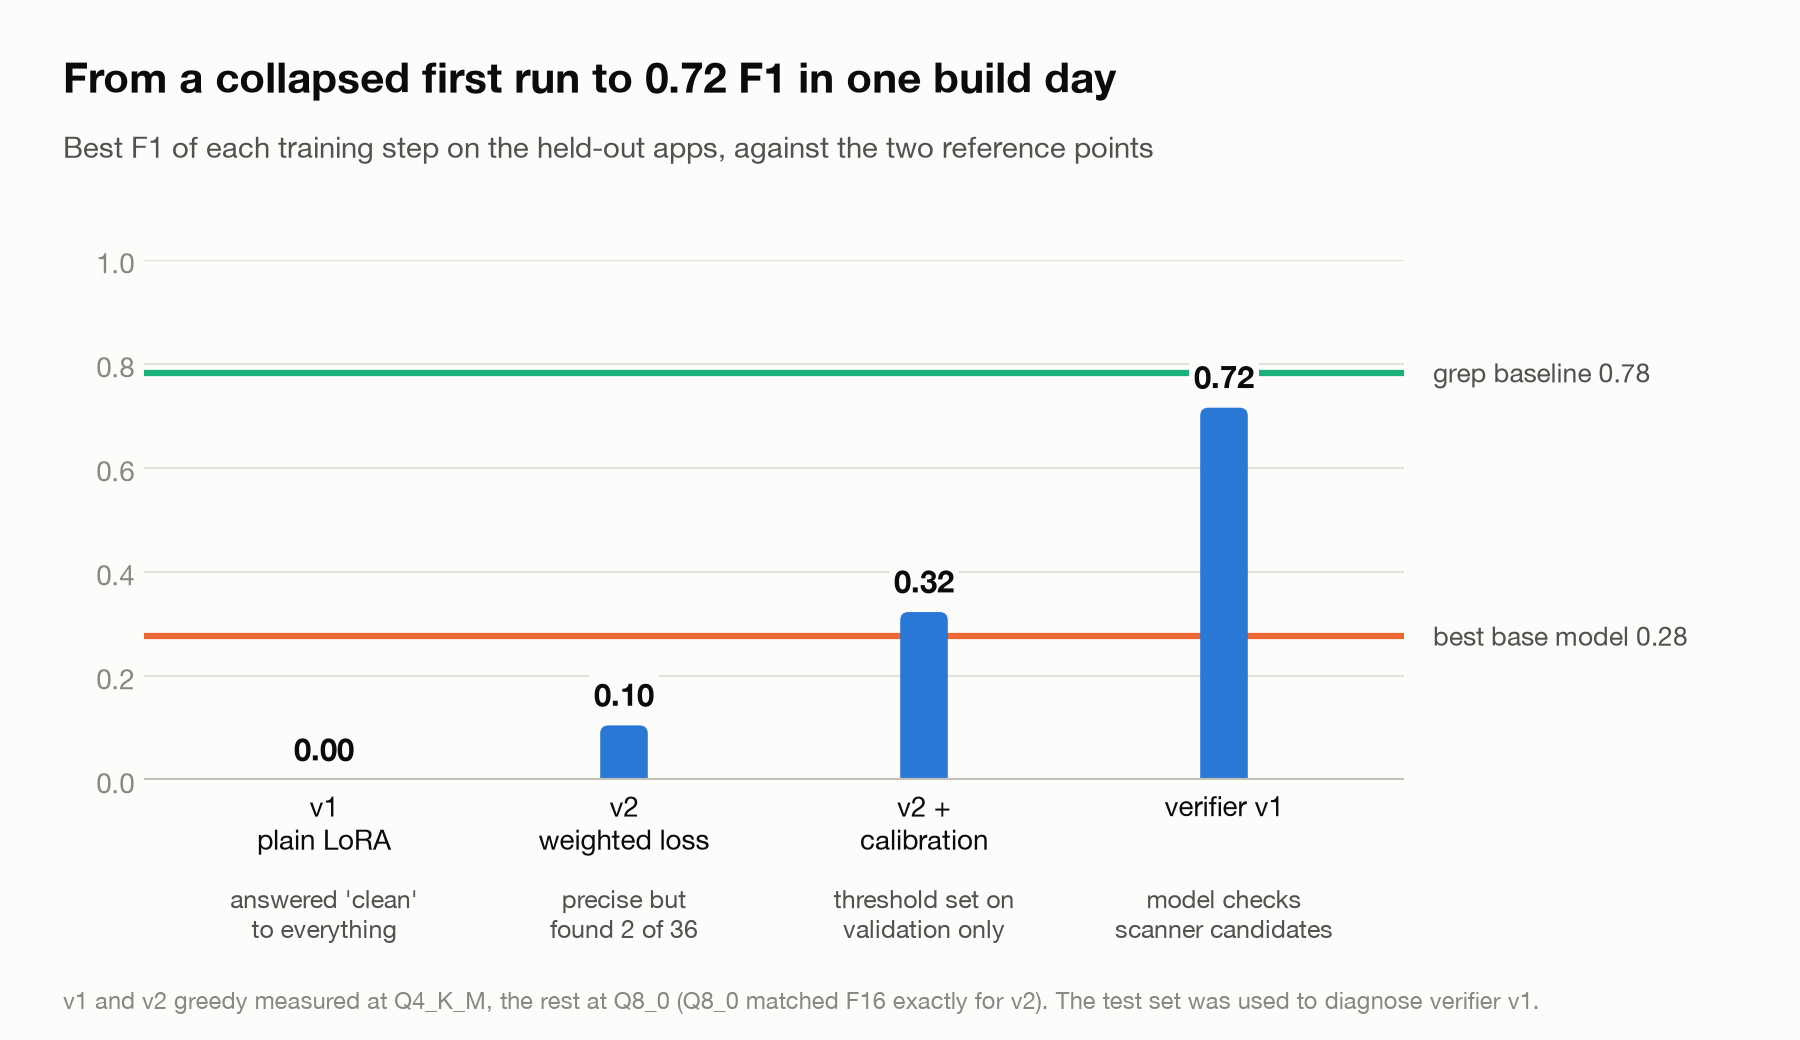 From a collapsed first run to 0.72 F1 in one build day
Best F1 of each training step on the held-out apps, against the two reference points
1.0
0.8
0.72
grep baseline 0.78
0.6
0.4
0.32
best base model 0.28
0.2
0.10
0.00
0.0
v1
plain LoRA
v2
weighted loss
v2 +
calibration
verifier v1
answered 'clean'
to everything
precise but
found 2 of 36
threshold set on
validation only
model checks
scanner candidates
v1 and v2 greedy measured at Q4_K_M, the rest at Q8_0 (Q8_0 matched F16 exactly for v2). The test set was used to diagnose verifier v1.